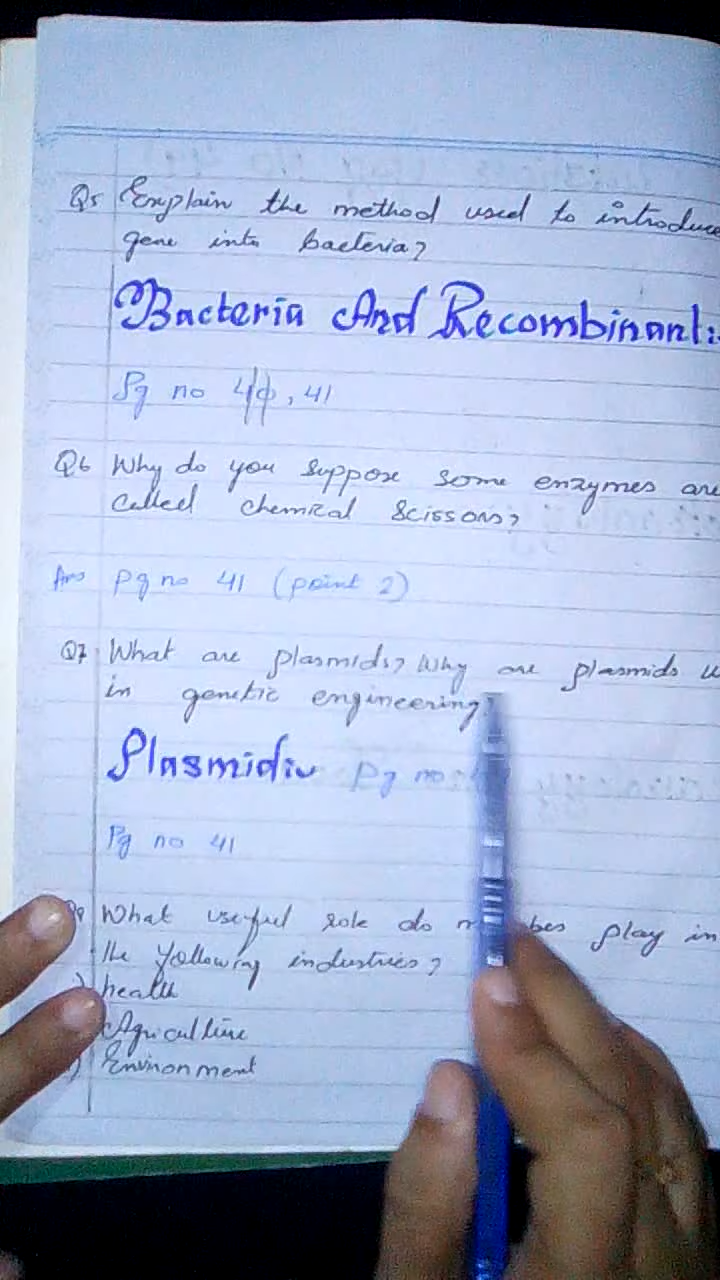 Q5 Explain the method used to introduce
gene into bacteria?
Bacteria And Recombinant:
Pg no 40, 41
Q6 Why do you suppose some enzymes are
called chemical scissors?
Ans Pg no 41 (point 2)
Q7 What are plasmids? Why are plasmids u
in genetic engineering?
Plasmid Pg no
Pg no 41
What useful role do play in
the following industries?
health
Agriculture
Environment